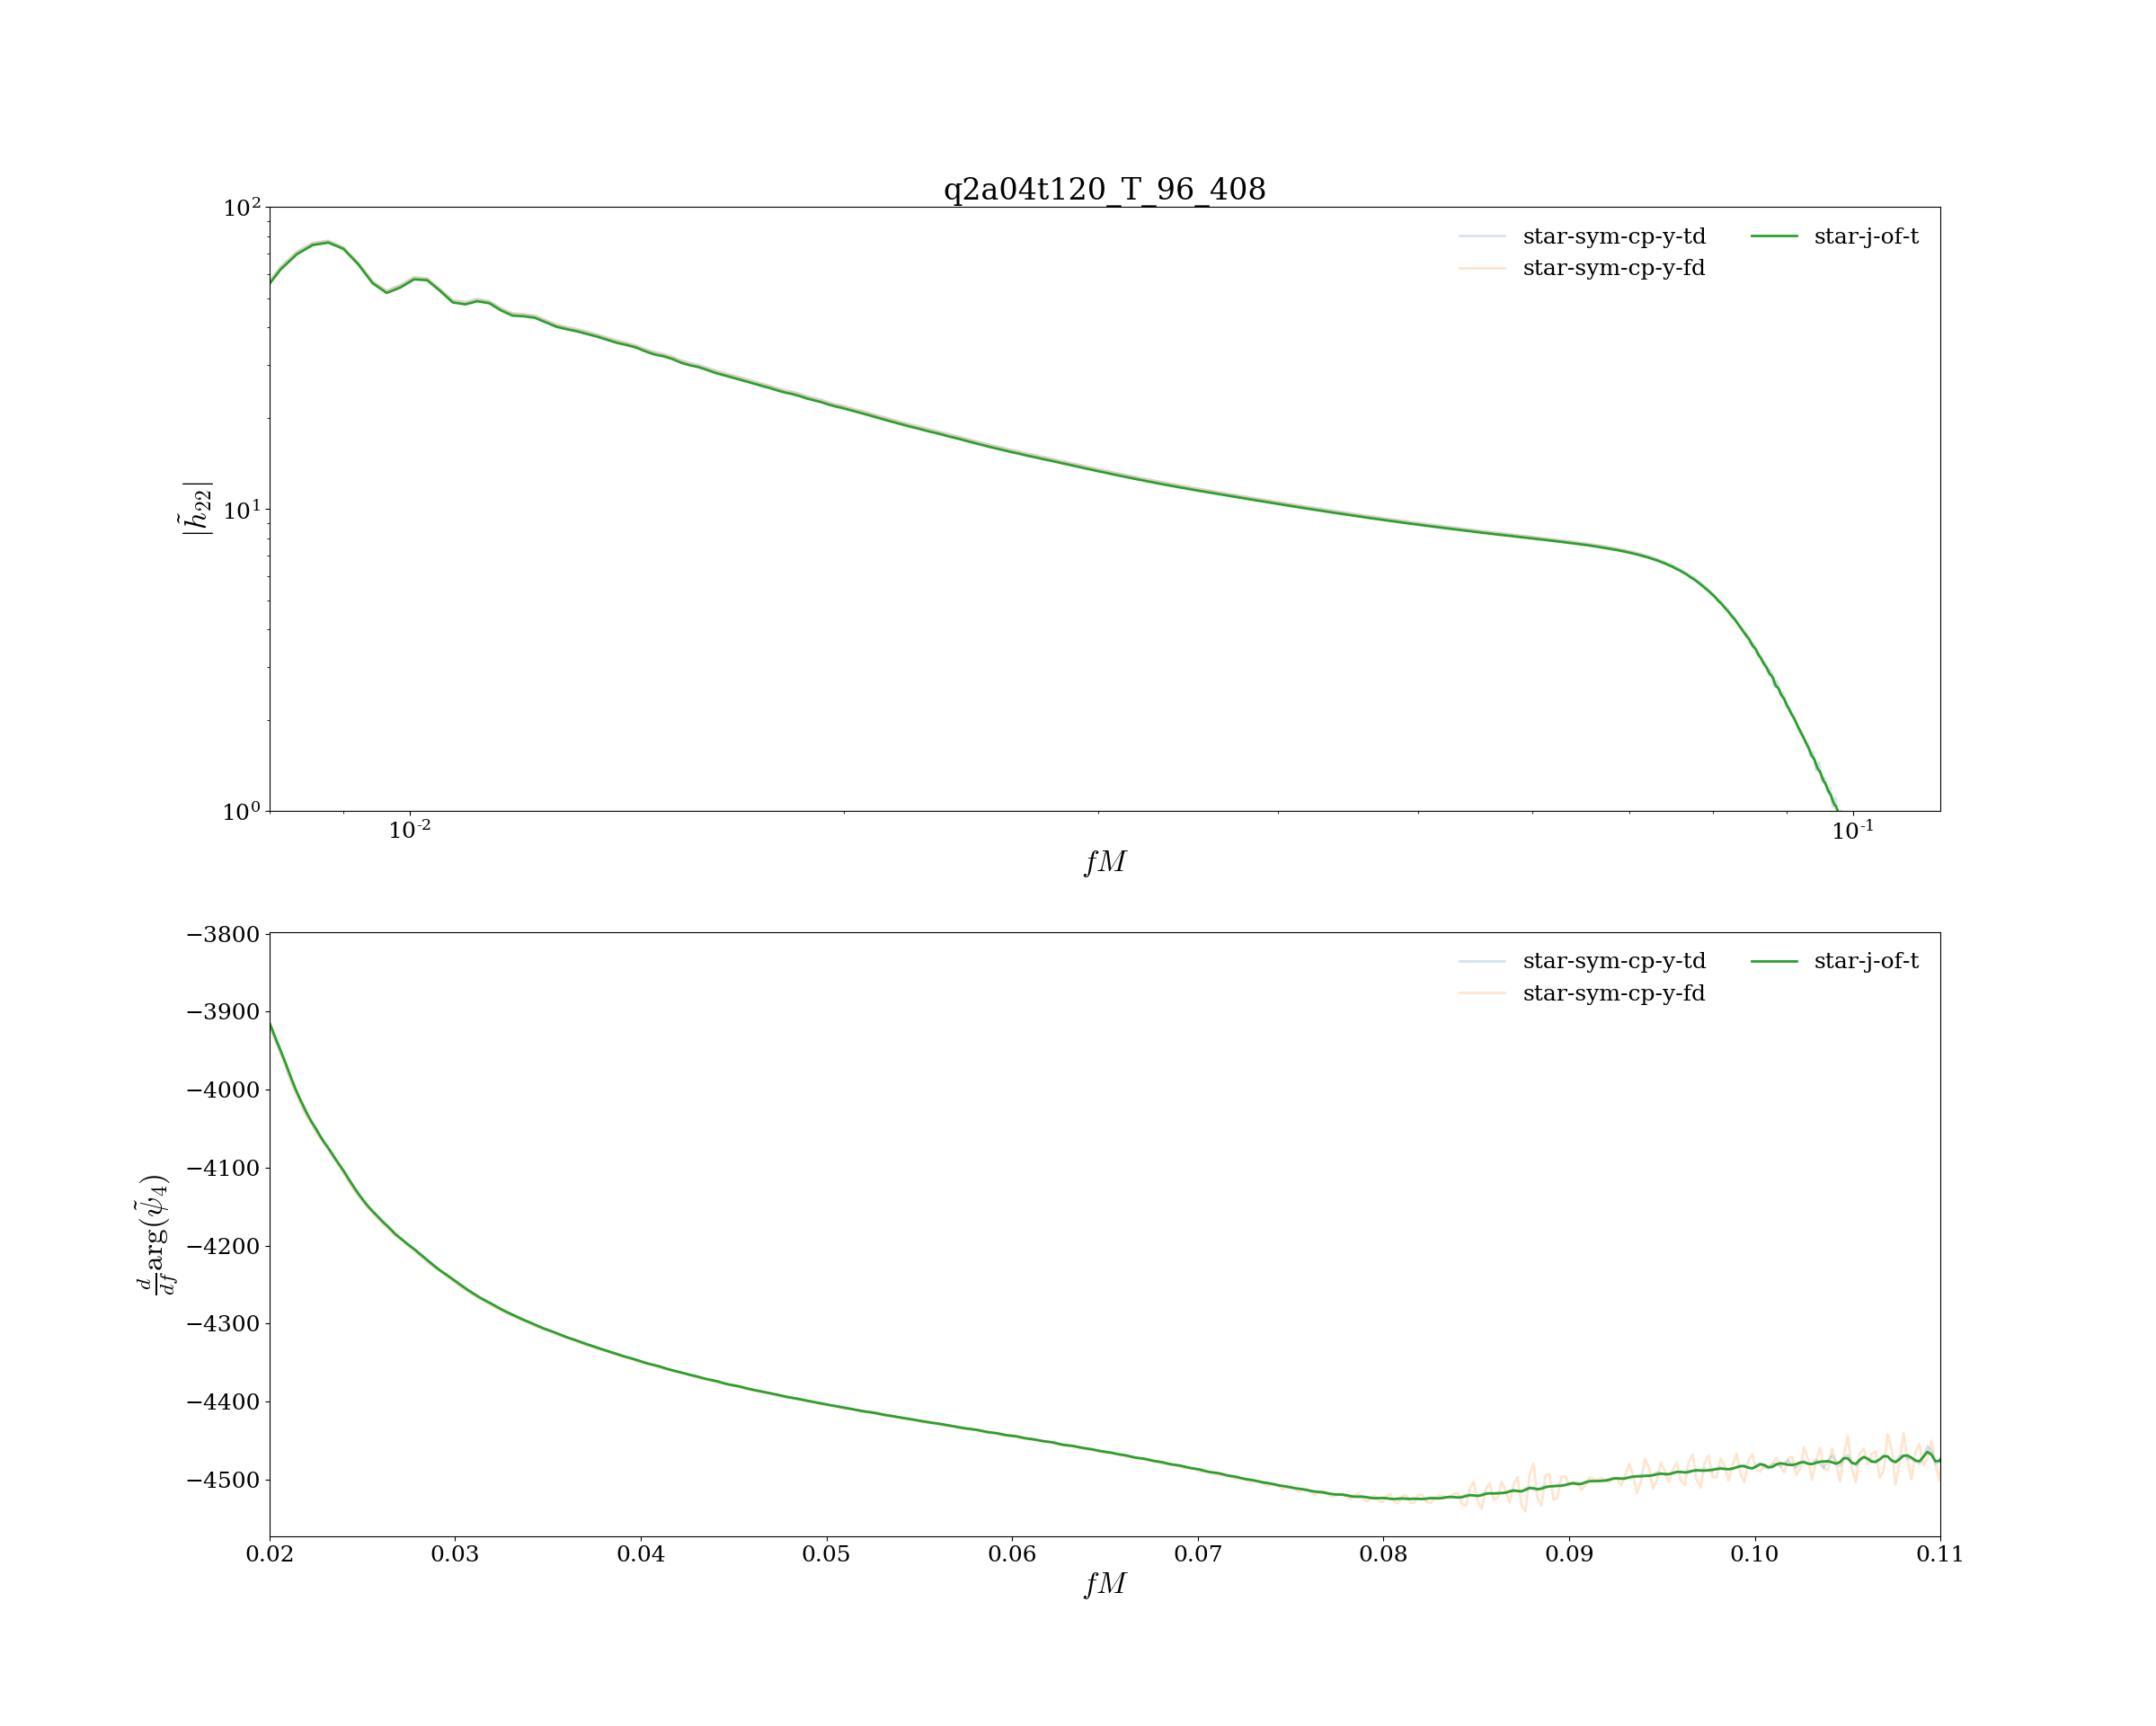 q2a04t120_T_96_408
10²
10¹
10⁰
|h̃₂₂|
star-sym-cp-y-td
star-sym-cp-y-fd
star-j-of-t
10⁻²
10⁻¹
fM
−3800
−3900
−4000
−4100
−4200
−4300
−4400
−4500
d/df arg(ψ̃₄)
star-sym-cp-y-td
star-sym-cp-y-fd
star-j-of-t
0.02 0.03 0.04 0.05 0.06 0.07 0.08 0.09 0.10 0.11
fM